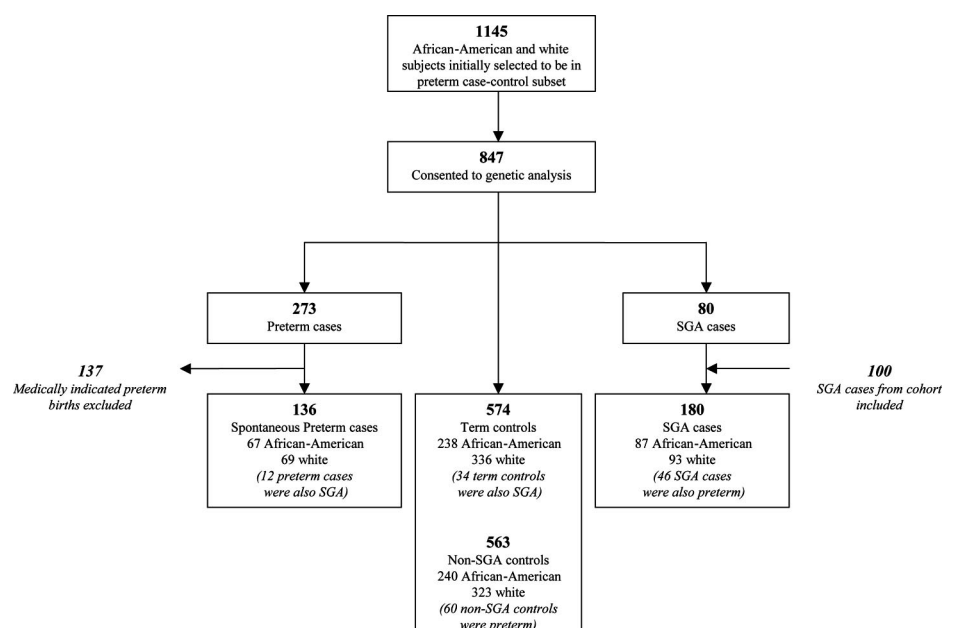 1145
African-American and white
subjects initially selected to be in
preterm case-control subset
847
Consented to genetic analysis
273
Preterm cases
80
SGA cases
137
Medically indicated preterm
births excluded
100
SGA cases from cohort
included
136
Spontaneous Preterm cases
67 African-American
69 white
(12 preterm cases
were also SGA)
574
Term controls
238 African-American
336 white
(34 term controls
were also SGA)
180
SGA cases
87 African-American
93 white
(46 SGA cases
were also preterm)
563
Non-SGA controls
240 African-American
323 white
(60 non-SGA controls
were preterm)